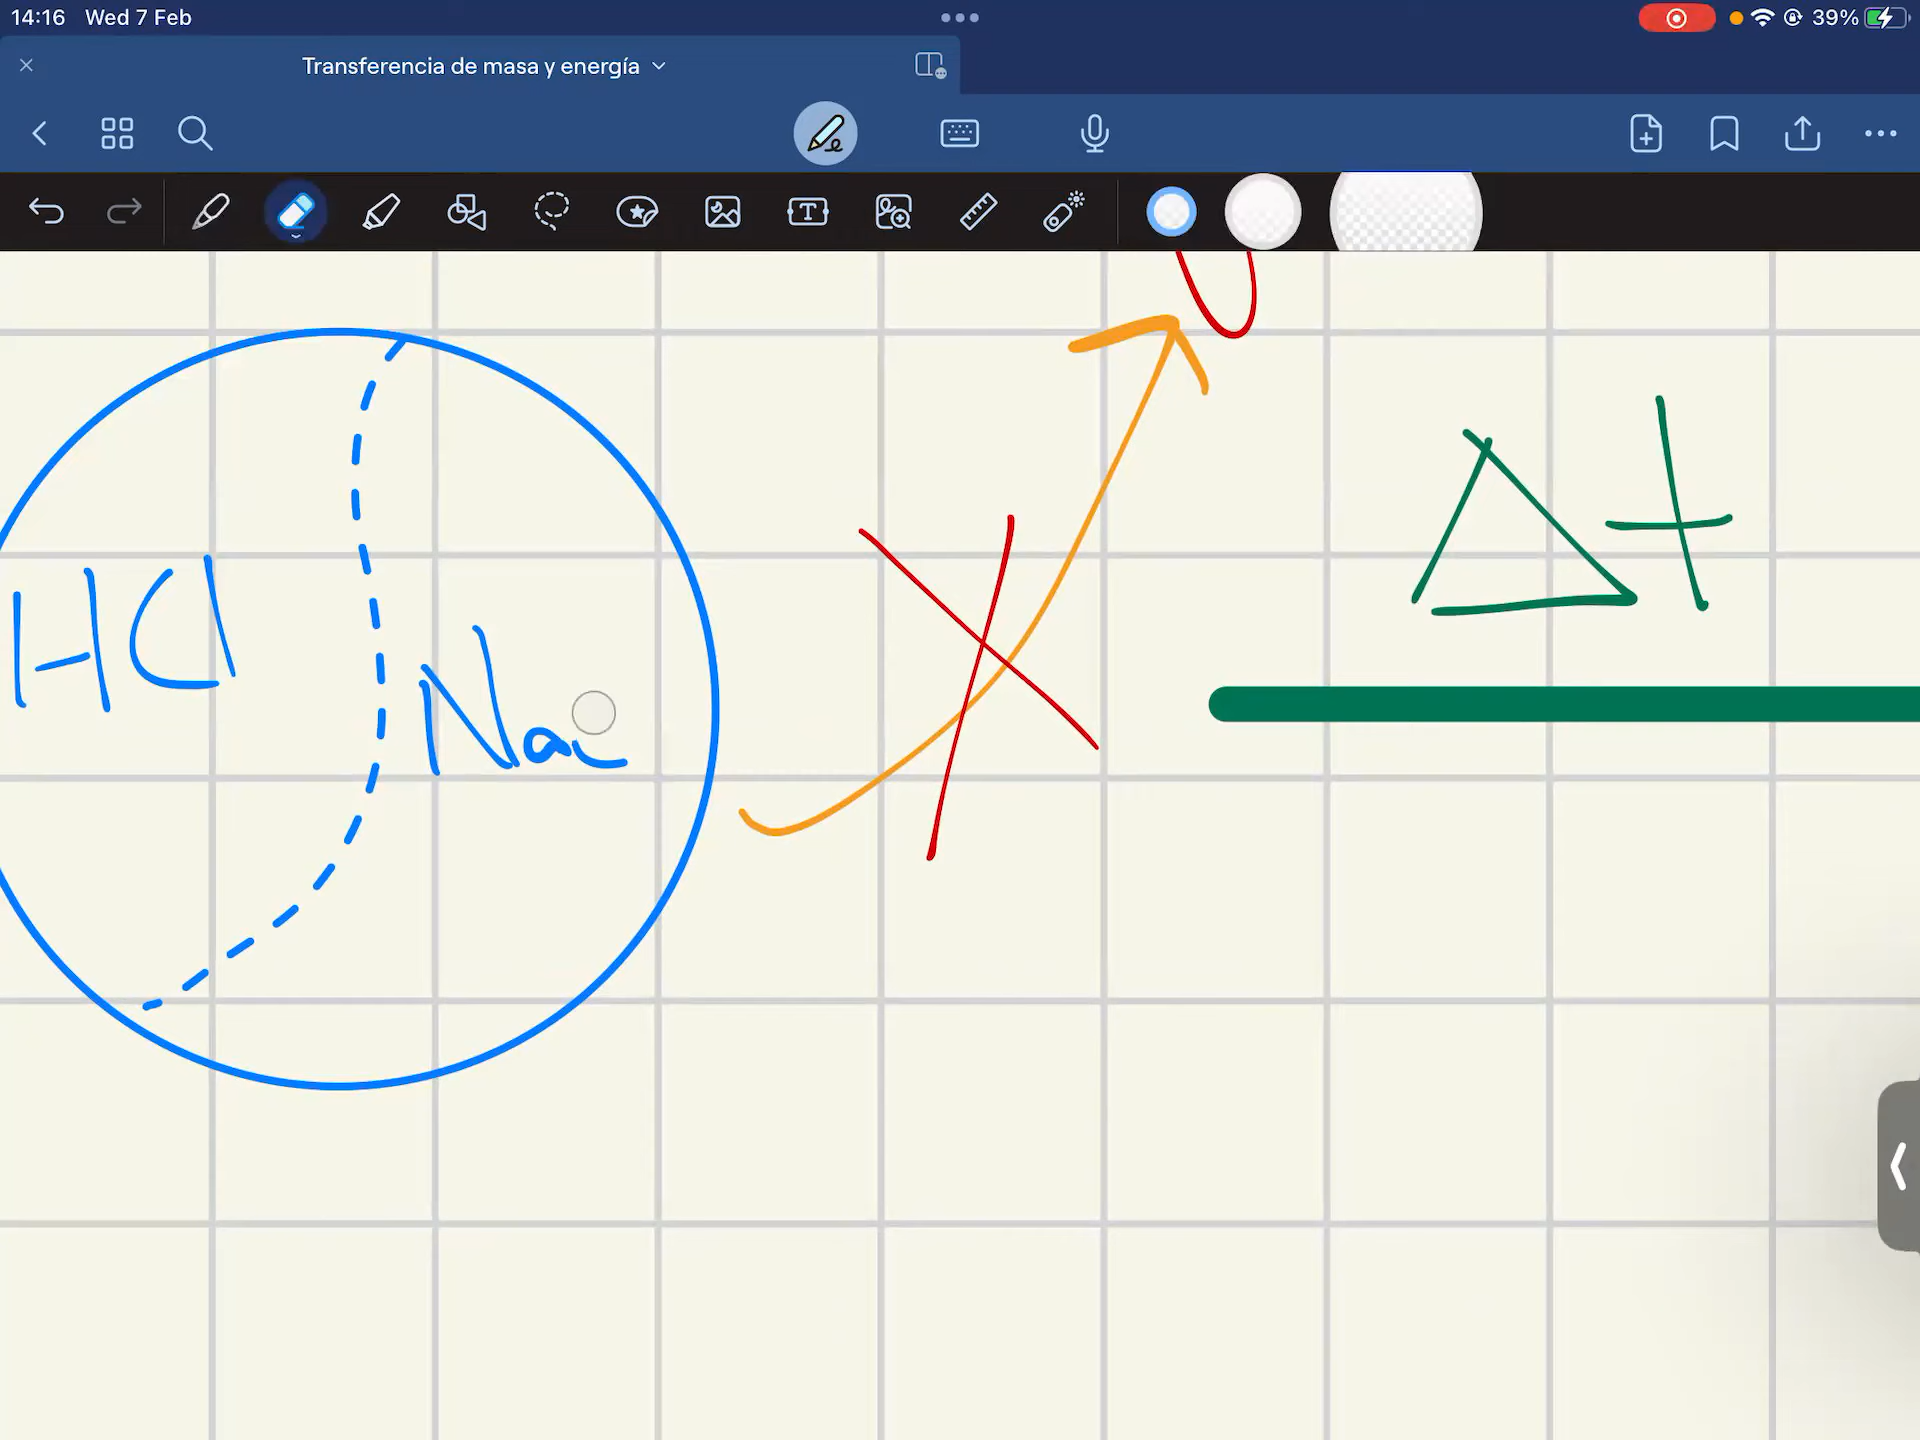 14:16 Wed 7 Feb
39%
Transferencia de masa y energía
T
Δt
HCl
Na